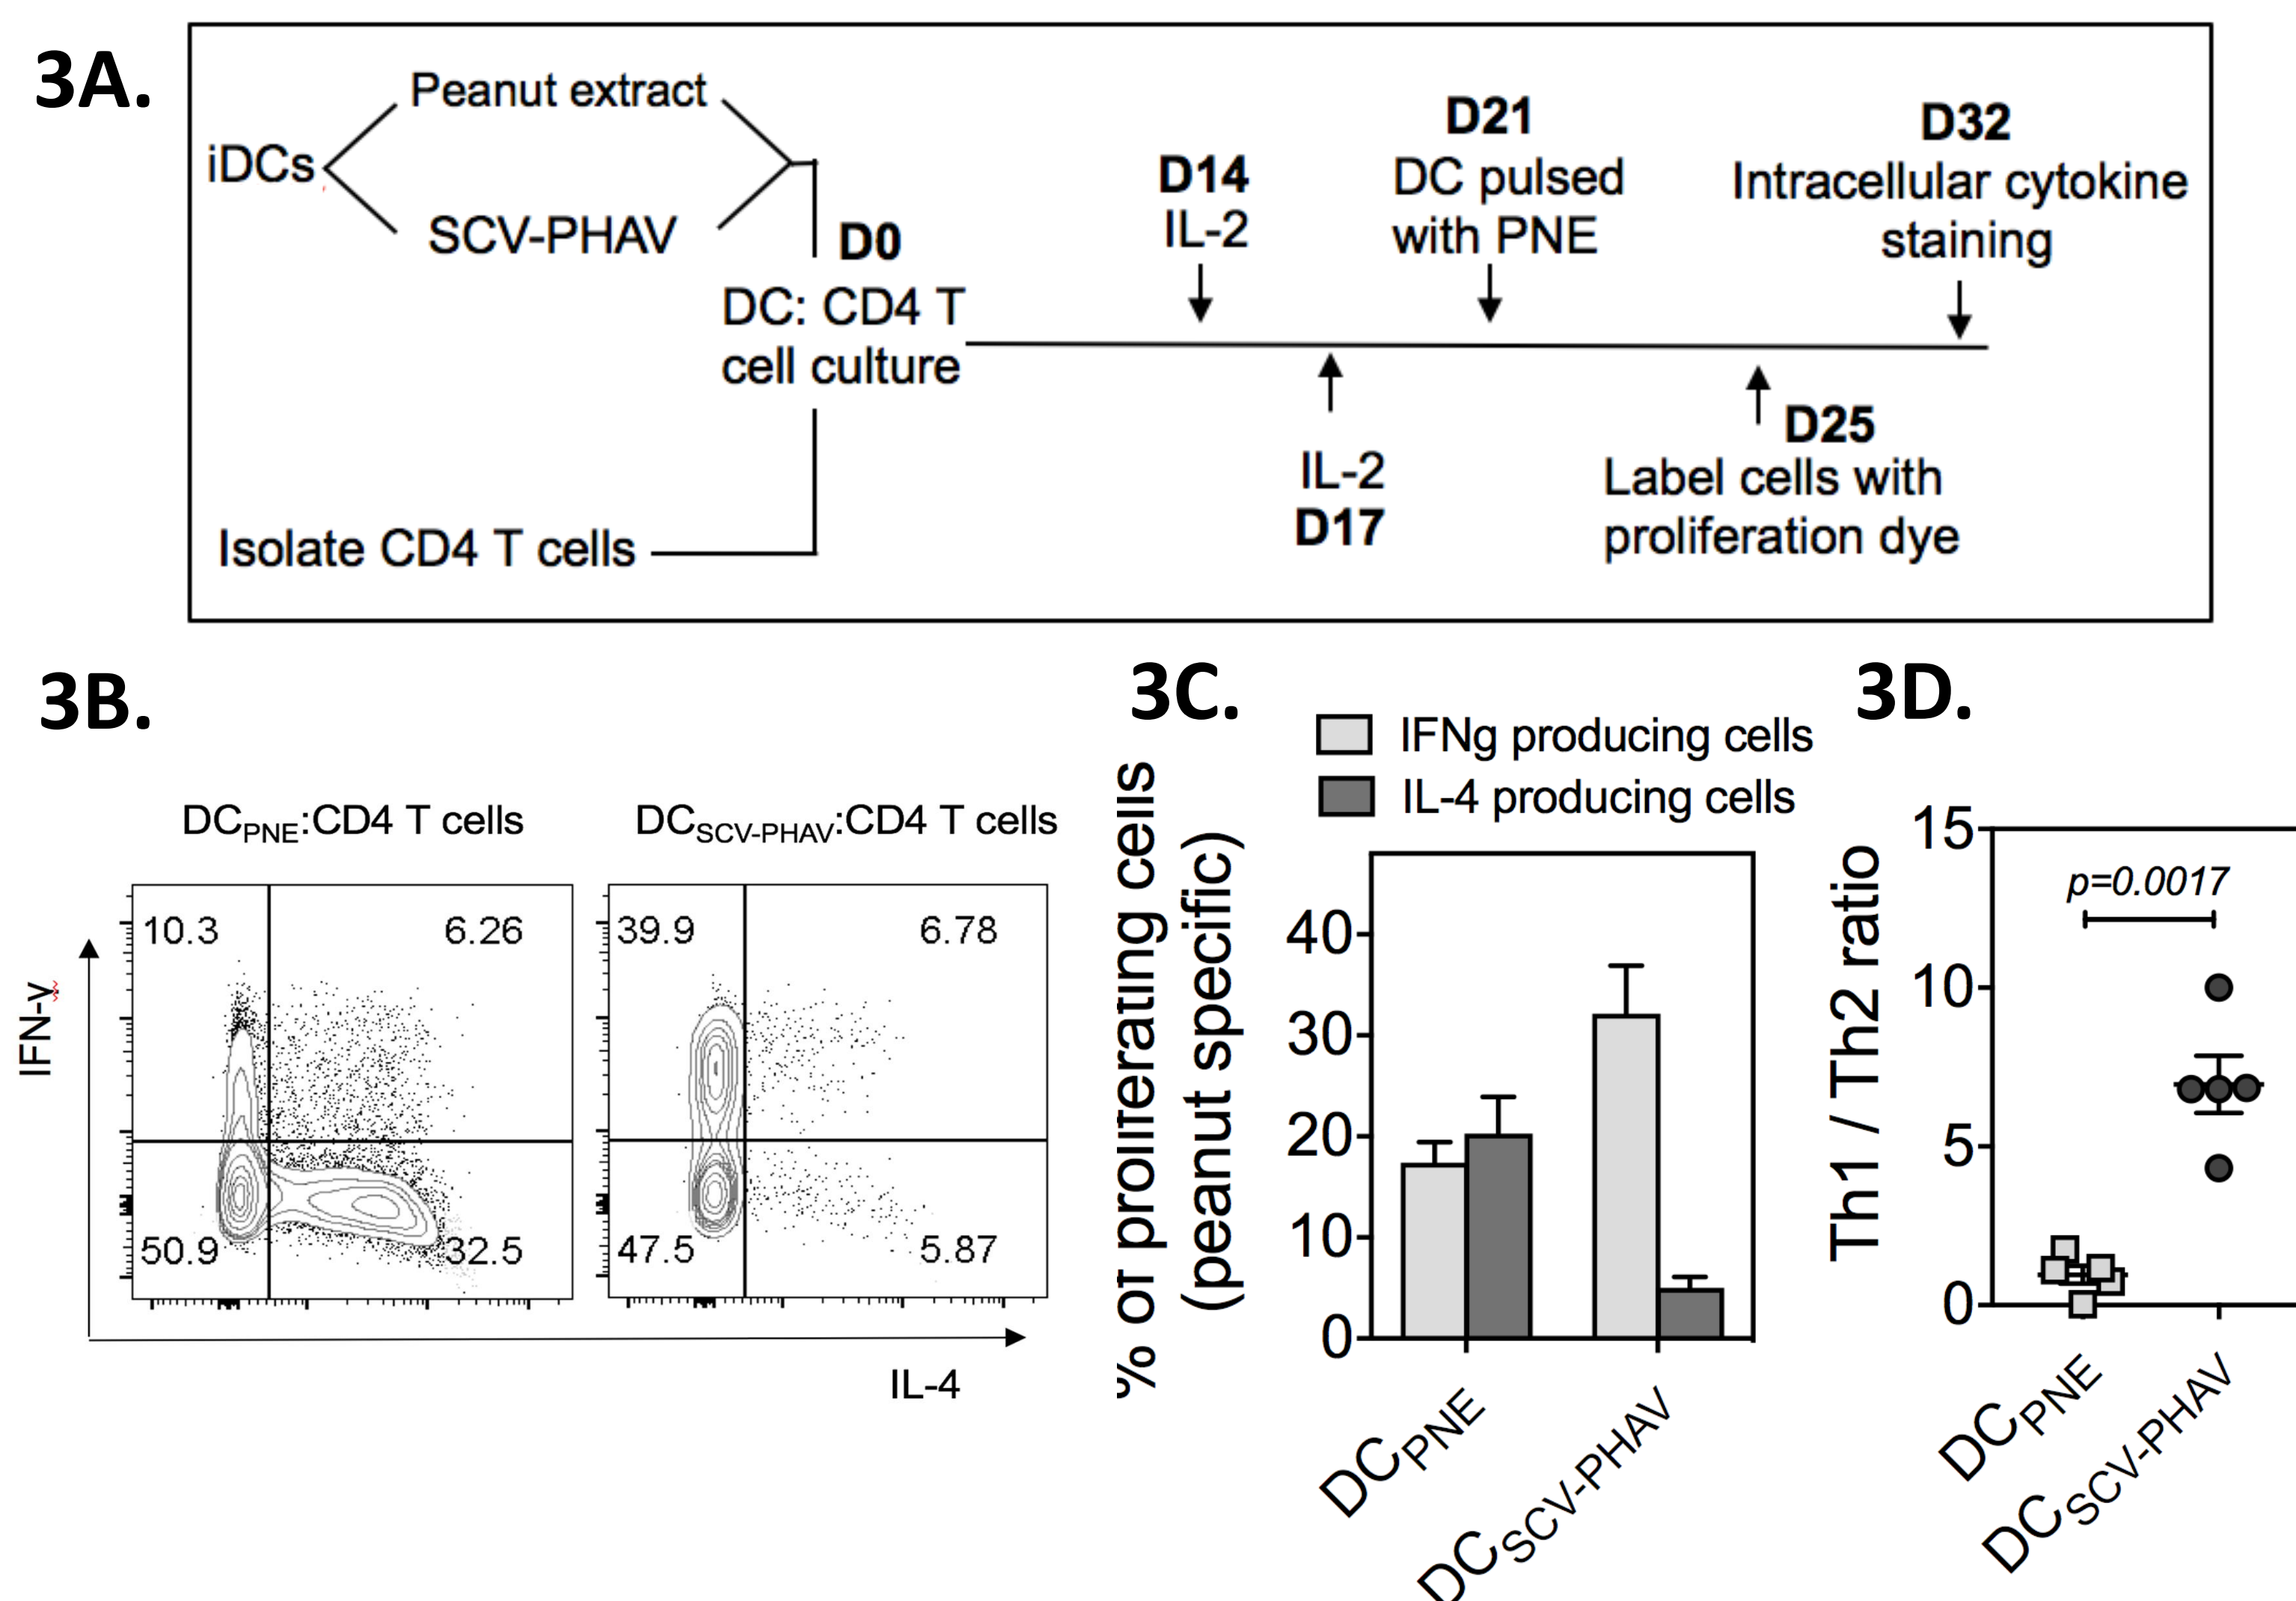 3A.
Peanut extract
iDCs
SCV-PHAV
D0
DC: CD4 T
cell culture
Isolate CD4 T cells
D14
IL-2
IL-2
D17
D21
DC pulsed
with PNE
D25
Label cells with
proliferation dye
D32
Intracellular cytokine
staining
3B.
DCPNE:CD4 T cells
DCSCV-PHAV:CD4 T cells
10.3
6.26
50.9
32.5
39.9
6.78
47.5
5.87
IFN-γ
IL-4
3C.
IFNg producing cells
IL-4 producing cells
% of proliferating cells
(peanut specific)
40
30
20
10
0
DCPNE
DCSCV-PHAV
3D.
Th1 / Th2 ratio
15
10
5
0
p=0.0017
DCPNE
DCSCV-PHAV